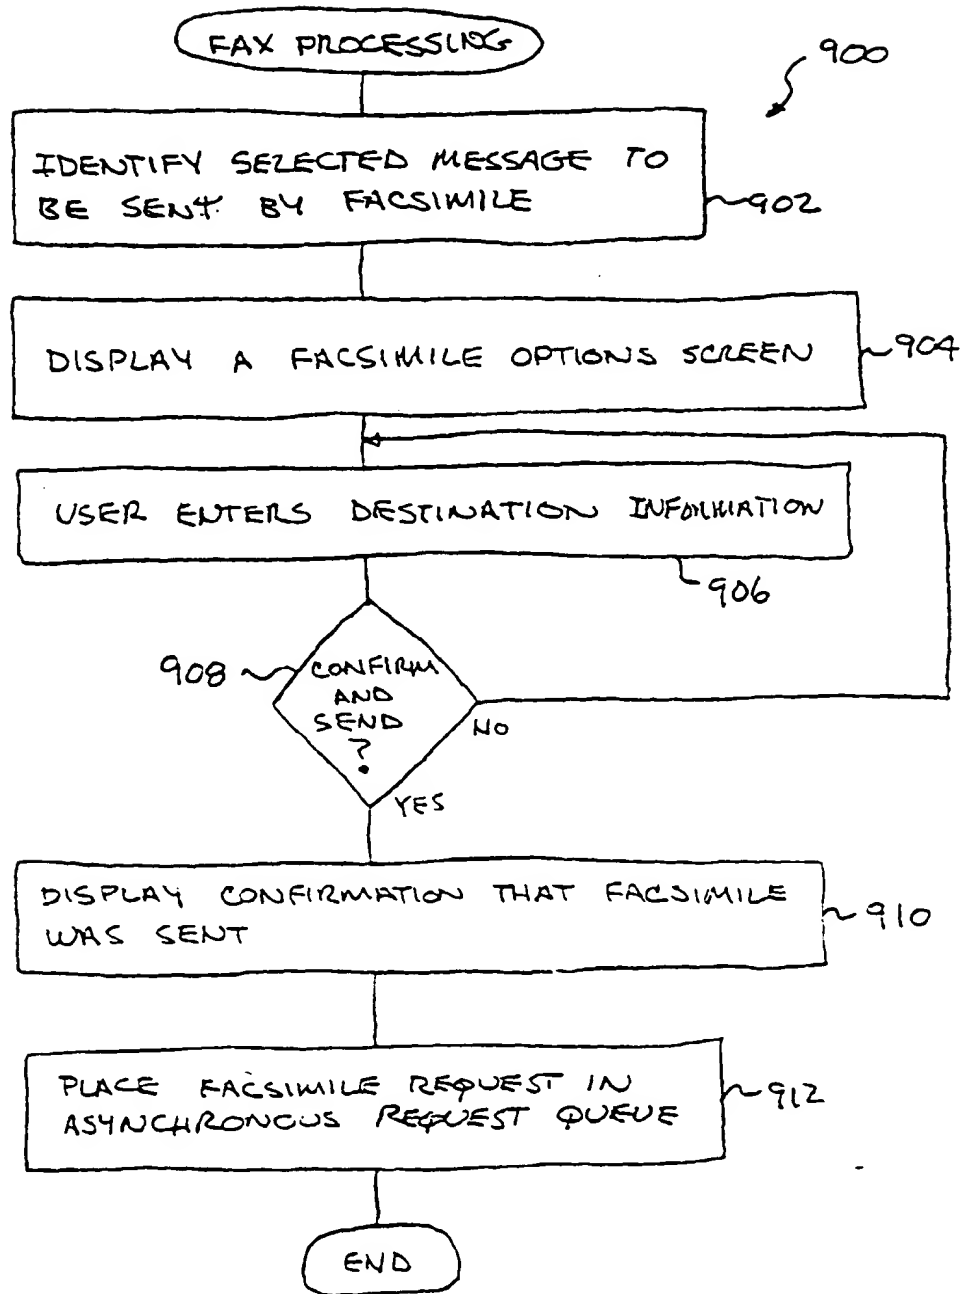 FAX PROCESSING
900
IDENTIFY SELECTED MESSAGE TO
BE SENT BY FACSIMILE
902
DISPLAY A FACSIMILE OPTIONS SCREEN
904
USER ENTERS DESTINATION INFORMATION
906
908
CONFIRM
AND
SEND
?
NO
YES
DISPLAY CONFIRMATION THAT FACSIMILE
WAS SENT
910
PLACE FACSIMILE REQUEST IN
ASYNCHRONOUS REQUEST QUEUE
912
END